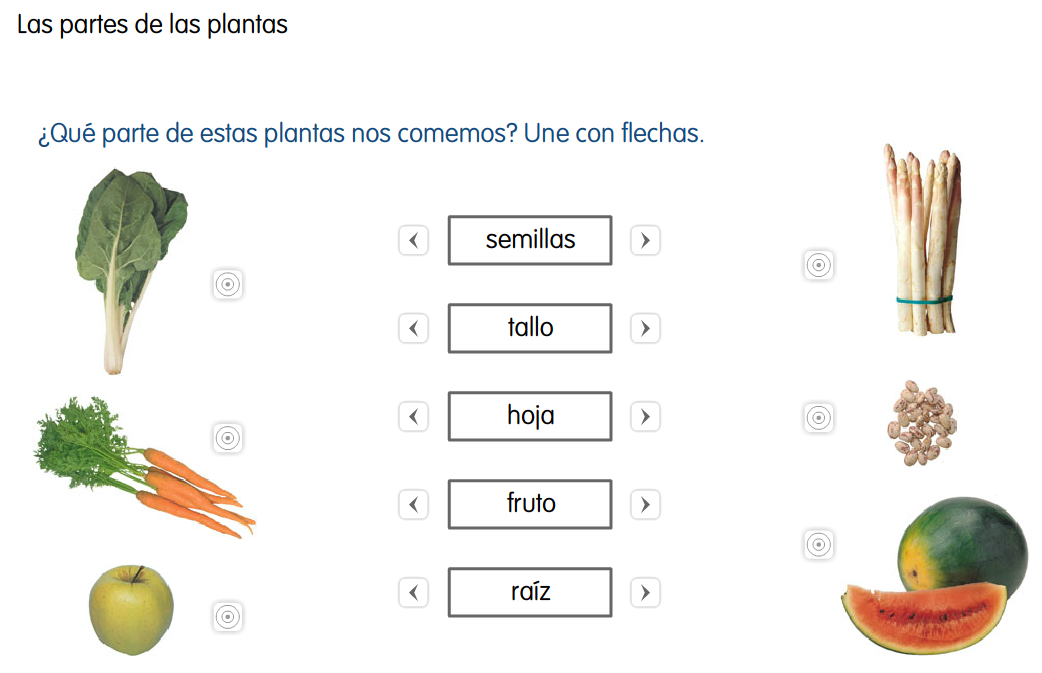 Las partes de las plantas
¿Qué parte de estas plantas nos comemos? Une con flechas.
semillas
tallo
hoja
fruto
raíz